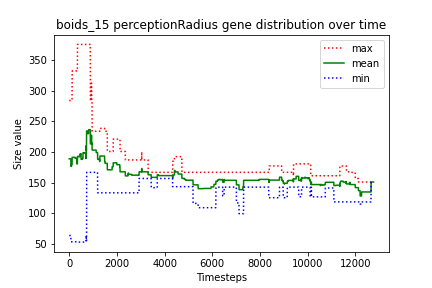 boids_15 perceptionRadius gene distribution over time
max
mean
min
Size value
350
300
250
200
150
100
50
0
2000
4000
6000
8000
10000
12000
Timesteps